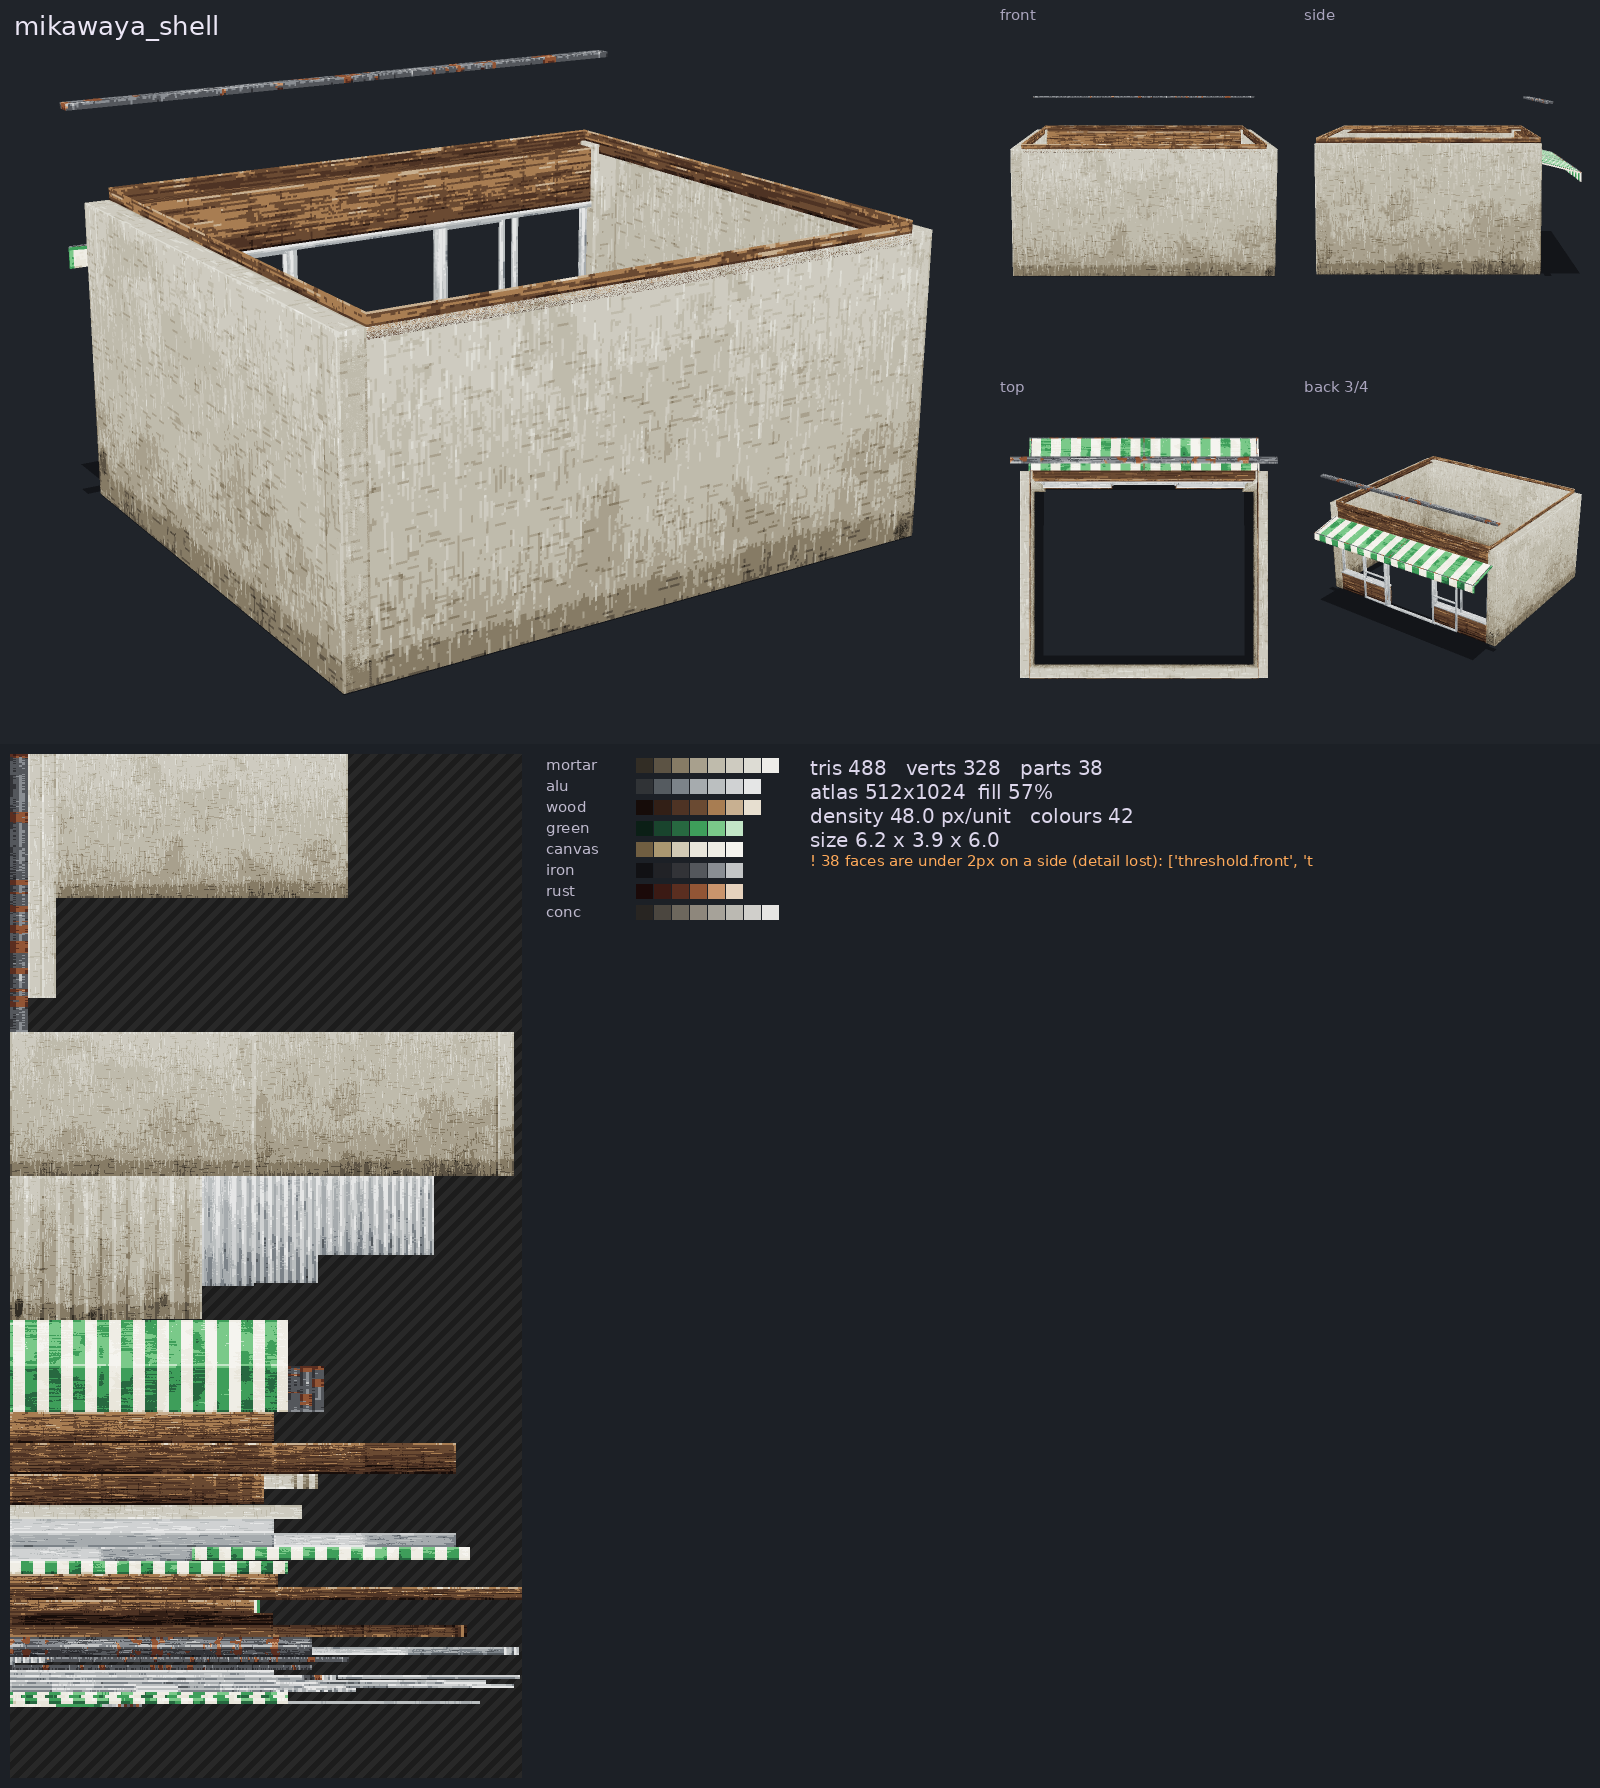 mikawaya_shell
front
side
top
back 3/4
mortar
alu
wood
green
canvas
iron
rust
conc
tris 488 verts 328 parts 38
atlas 512x1024 fill 57%
density 48.0 px/unit colours 42
size 6.2 x 3.9 x 6.0
! 38 faces are under 2px on a side (detail lost): ['threshold.front', 't